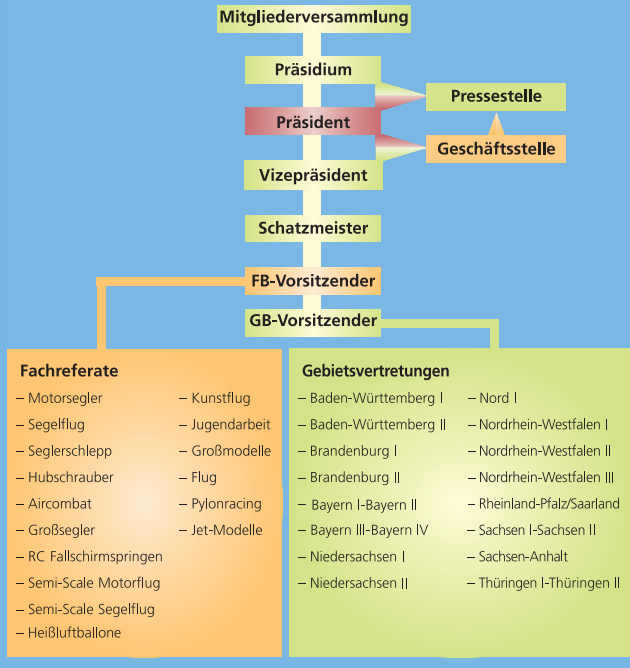 Mitgliederversammlung
Präsidium
Pressestelle
Präsident
Geschäftsstelle
Vizepräsident
Schatzmeister
FB-Vorsitzender
GB-Vorsitzender
Fachreferate
– Motorsegler
– Segelflug
– Seglerschlepp
– Hubschrauber
– Aircombat
– Großsegler
– RC Fallschirmspringen
– Semi-Scale Motorflug
– Semi-Scale Segelflug
– Heißluftballone
– Kunstflug
– Jugendarbeit
– Großmodelle
– Flug
– Pylonracing
– Jet-Modelle
Gebietsvertretungen
– Baden-Württemberg I
– Baden-Württemberg II
– Brandenburg I
– Brandenburg II
– Bayern I-Bayern II
– Bayern III-Bayern IV
– Niedersachsen I
– Niedersachsen II
– Nord I
– Nordrhein-Westfalen I
– Nordrhein-Westfalen II
– Nordrhein-Westfalen III
– Rheinland-Pfalz/Saarland
– Sachsen I-Sachsen II
– Sachsen-Anhalt
– Thüringen I-Thüringen II